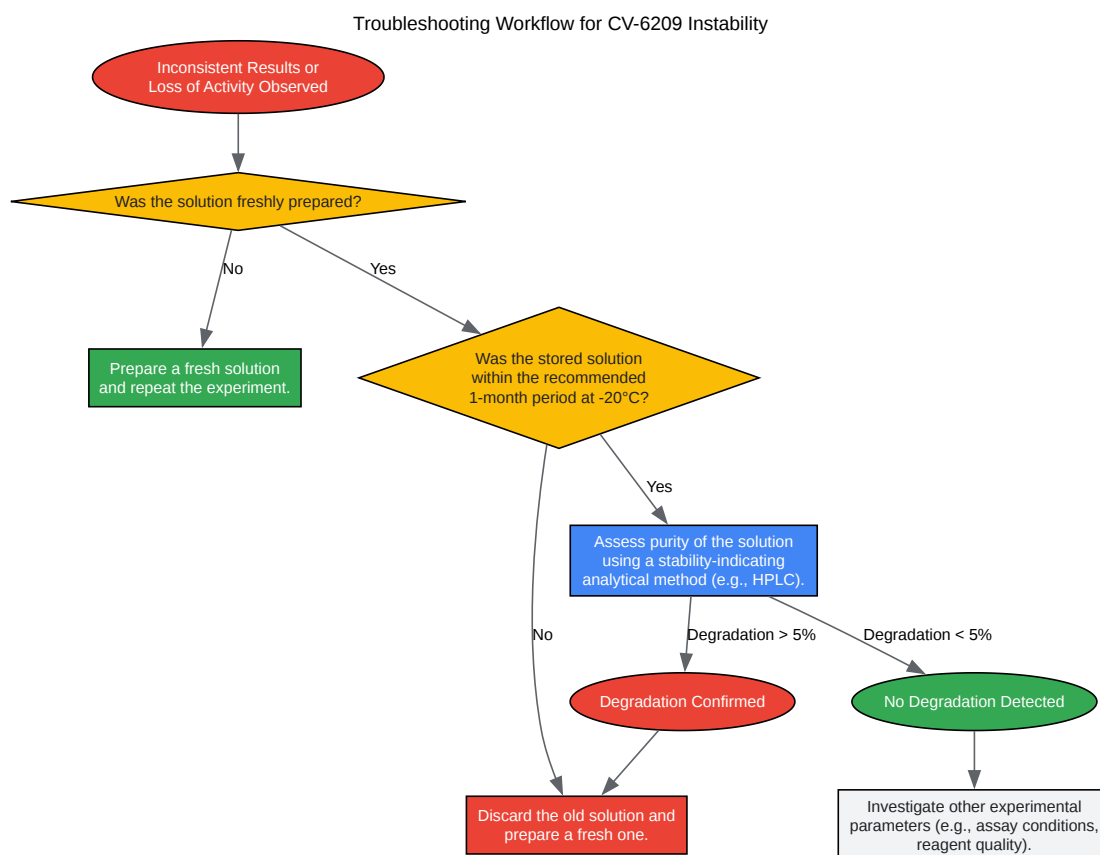 Troubleshooting Workflow for CV-6209 Instability
Inconsistent Results or
Loss of Activity Observed
Was the solution freshly prepared?
No
Yes
Prepare a fresh solution
and repeat the experiment.
Was the stored solution
within the recommended
1-month period at -20°C?
Yes
Assess purity of the solution
using a stability-indicating
analytical method (e.g., HPLC).
No
Degradation > 5%
Degradation < 5%
Degradation Confirmed
No Degradation Detected
Discard the old solution and
prepare a fresh one.
Investigate other experimental
parameters (e.g., assay conditions,
reagent quality).